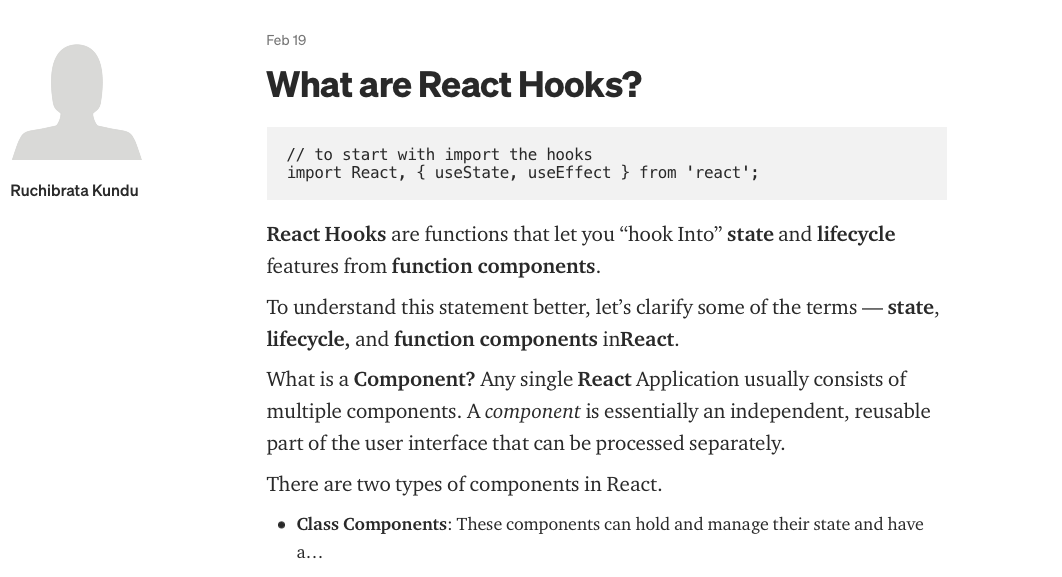 Feb 19
What are React Hooks?
// to start with import the hooks
import React, { useState, useEffect } from 'react';
Ruchibrata Kundu
React Hooks are functions that let you “hook Into” state and lifecycle
features from function components.
To understand this statement better, let’s clarify some of the terms — state,
lifecycle, and function components inReact.
What is a Component? Any single React Application usually consists of
multiple components. A component is essentially an independent, reusable
part of the user interface that can be processed separately.
There are two types of components in React.
• Class Components: These components can hold and manage their state and have
a…